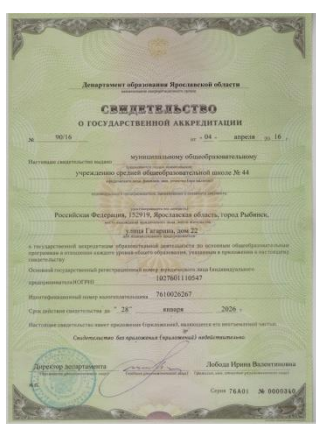 Департамент образования Ярославской области
СВИДЕТЕЛЬСТВО
О ГОСУДАРСТВЕННОЙ АККРЕДИТАЦИИ
№ 90/16 от « 04 » апреля 20 16 г.
Настоящее свидетельство выдано муниципальному общеобразовательному
учреждению средней общеобразовательной школе № 44
Российская Федерация, 152919, Ярославская область, город Рыбинск,
улица Гагарина, дом 22
о государственной аккредитации образовательной деятельности по основным общеобразовательным
программам в отношении каждого уровня общего образования, указанным в приложении к настоящему
свидетельству
Основной государственный регистрационный номер юридического лица (индивидуального
предпринимателя)(ОГРН) 1027601110547
Идентификационный номер налогоплательщика 7610026267
Срок действия свидетельства до " 28 " января 2026 г.
Настоящее свидетельство имеет приложения (приложений), являющееся его неотъемлемой частью.
Свидетельство без приложения (приложений) недействительно
Директор департамента Лобода Ирина Валентиновна
М.П.
Серия 76А01 № 0000340